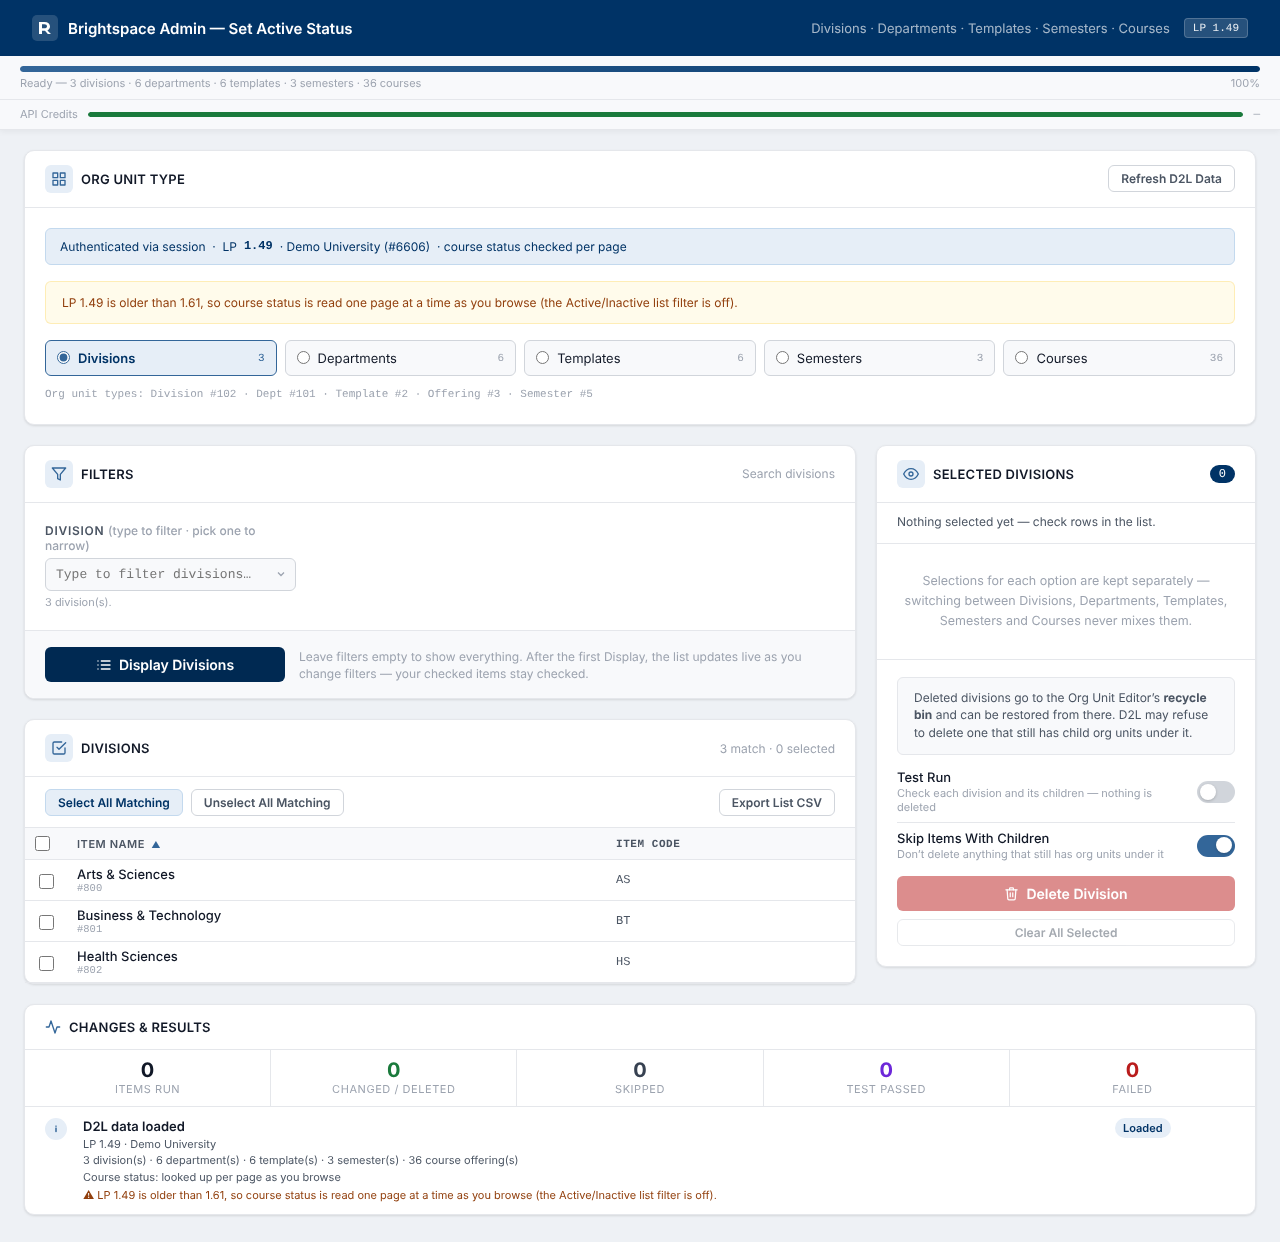 R Brightspace Admin — Set Active Status
Divisions · Departments · Templates · Semesters · Courses LP 1.49
Ready — 3 divisions · 6 departments · 6 templates · 3 semesters · 36 courses 100%
API Credits –
ORG UNIT TYPE Refresh D2L Data
Authenticated via session · LP 1.49 · Demo University (#6606) · course status checked per page
LP 1.49 is older than 1.61, so course status is read one page at a time as you browse (the Active/Inactive list filter is off).
Divisions 3 Departments 6 Templates 6 Semesters 3 Courses 36
Org unit types: Division #102 · Dept #101 · Template #2 · Offering #3 · Semester #5
FILTERS Search divisions
DIVISION (type to filter · pick one to
narrow)
Type to filter divisions…
3 division(s).
Display Divisions
Leave filters empty to show everything. After the first Display, the list updates live as you
change filters — your checked items stay checked.
DIVISIONS 3 match · 0 selected
Select All Matching Unselect All Matching Export List CSV
ITEM NAME ▲ ITEM CODE
Arts & Sciences AS
#800
Business & Technology BT
#801
Health Sciences HS
#802
SELECTED DIVISIONS 0
Nothing selected yet — check rows in the list.
Selections for each option are kept separately —
switching between Divisions, Departments, Templates,
Semesters and Courses never mixes them.
Deleted divisions go to the Org Unit Editor's recycle
bin and can be restored from there. D2L may refuse
to delete one that still has child org units under it.
Test Run
Check each division and its children — nothing is
deleted
Skip Items With Children
Don't delete anything that still has org units under it
Delete Division
Clear All Selected
CHANGES & RESULTS
0 0 0 0 0
ITEMS RUN CHANGED / DELETED SKIPPED TEST PASSED FAILED
i D2L data loaded Loaded
LP 1.49 · Demo University
3 division(s) · 6 department(s) · 6 template(s) · 3 semester(s) · 36 course offering(s)
Course status: looked up per page as you browse
⚠ LP 1.49 is older than 1.61, so course status is read one page at a time as you browse (the Active/Inactive list filter is off).